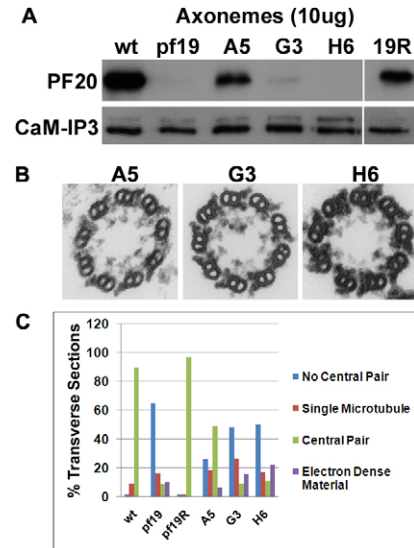 A
Axonemes (10ug)
wt pf19 A5 G3 H6 19R
PF20
CaM-IP3
B
A5 G3 H6
C
% Transverse Sections
120
100
80
60
40
20
0
wt pf19 pf19R A5 G3 H6
No Central Pair
Single Microtubule
Central Pair
Electron Dense
Material